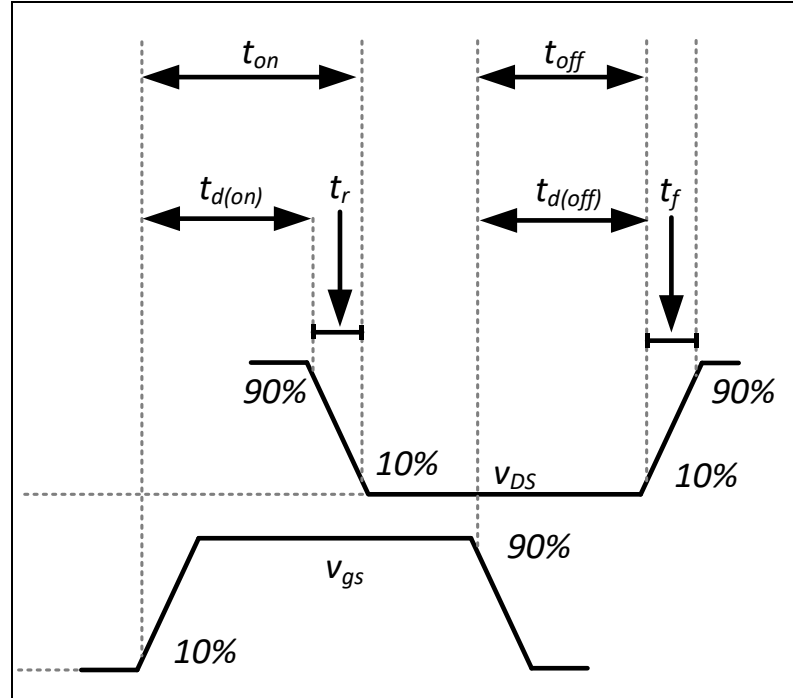 t_on t_off
t_d(on) t_r t_d(off) t_f
90% 90%
10% v_DS 10%
v_gs 90%
10%